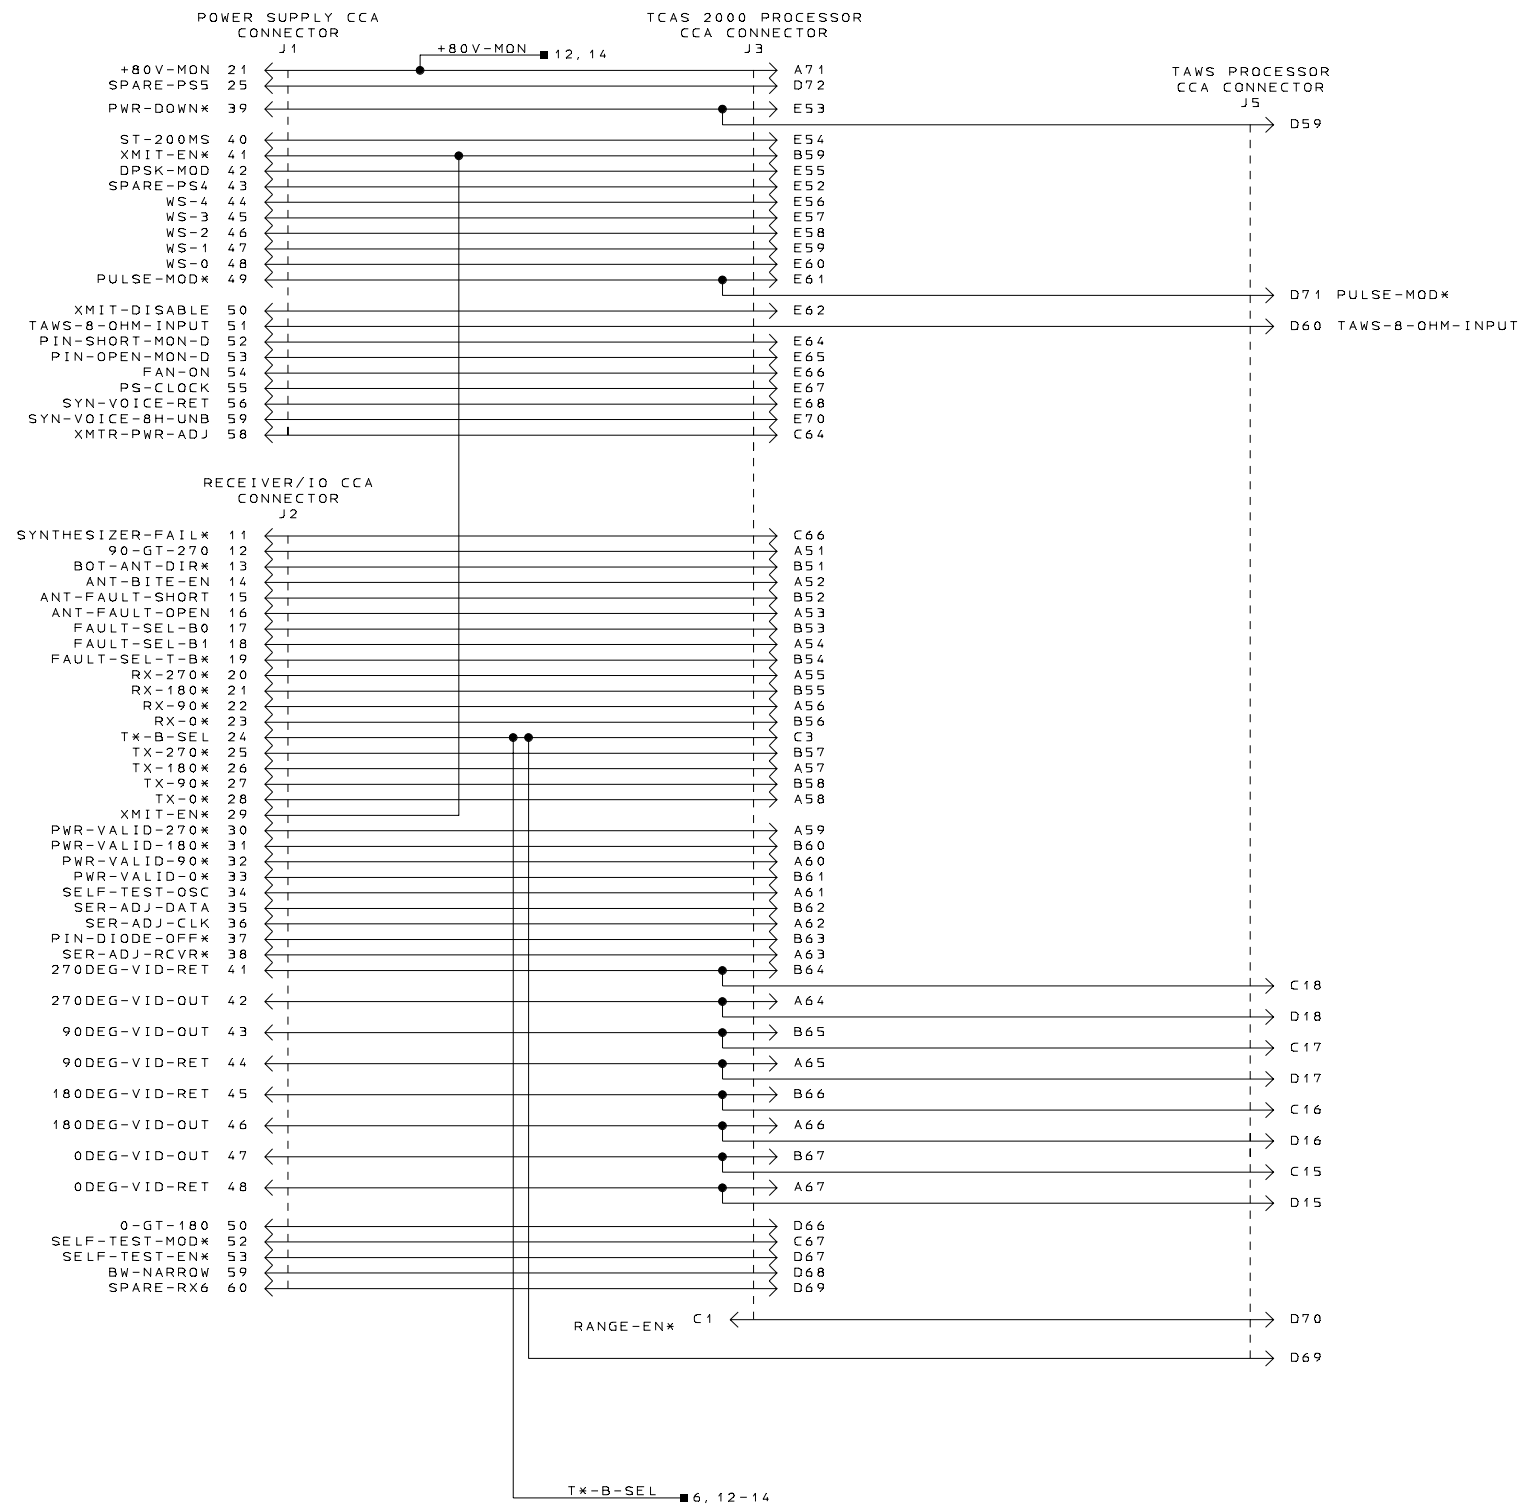 POWER SUPPLY CCA
CONNECTOR
J1
TCAS 2000 PROCESSOR
CCA CONNECTOR
J3
+80V-MON 12,14
TAWS PROCESSOR
CCA CONNECTOR
J5
+80V-MON 21 A71
SPARE-PS5 25 D72
PWR-DOWN* 39 E53
D59
ST-200MS 40 E54
XMIT-EN* 41 B59
DPSK-MOD 42 E55
SPARE-PS4 43 E52
WS-4 44 E56
WS-3 45 E57
WS-2 46 E58
WS-1 47 E59
WS-0 48 E60
PULSE-MOD* 49 E61
D71 PULSE-MOD*
XMIT-DISABLE 50 E62
TAWS-8-OHM-INPUT 51 D60 TAWS-8-OHM-INPUT
PIN-SHORT-MON-D 52 E64
PIN-OPEN-MON-D 53 E65
FAN-ON 54 E66
PS-CLOCK 55 E67
SYN-VOICE-RET 56 E68
SYN-VOICE-8H-UNB 59 E70
XMTR-PWR-ADJ 58 C64
RECEIVER/IO CCA
CONNECTOR
J2
SYNTHESIZER-FAIL* 11 C66
90-GT-270 12 A51
BOT-ANT-DIR* 13 B51
ANT-BITE-EN 14 A52
ANT-FAULT-SHORT 15 B52
ANT-FAULT-OPEN 16 A53
FAULT-SEL-B0 17 B53
FAULT-SEL-B1 18 A54
FAULT-SEL-T-B* 19 B54
RX-270* 20 A55
RX-180* 21 B55
RX-90* 22 A56
RX-0* 23 B56
T*-B-SEL 24 C3
TX-270* 25 B57
TX-180* 26 A57
TX-90* 27 B58
TX-0* 28 A58
XMIT-EN* 29
PWR-VALID-270* 30 A59
PWR-VALID-180* 31 B60
PWR-VALID-90* 32 A60
PWR-VALID-0* 33 B61
SELF-TEST-OSC 34 A61
SER-ADJ-DATA 35 B62
SER-ADJ-CLK 36 A62
PIN-DIODE-OFF* 37 B63
SER-ADJ-RCVR* 38 A63
270DEG-VID-RET 41 B64
C18
270DEG-VID-OUT 42 A64
D18
90DEG-VID-OUT 43 B65
C17
90DEG-VID-RET 44 A65
D17
180DEG-VID-RET 45 B66
C16
180DEG-VID-OUT 46 A66
D16
0DEG-VID-OUT 47 B67
C15
0DEG-VID-RET 48 A67
D15
0-GT-180 50 D66
SELF-TEST-MOD* 52 C67
SELF-TEST-EN* 53 D67
BW-NARROW 59 D68
SPARE-RX6 60 D69
RANGE-EN* C1 D70
D69
T*-B-SEL 6,12-14